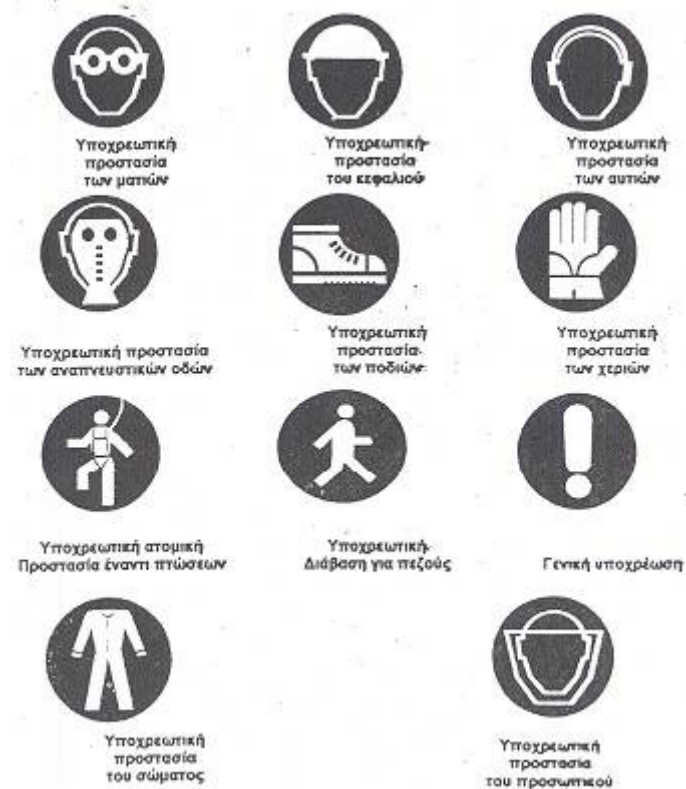 Υποχρεωτική
προστασία
των ματιών
Υποχρεωτική
προστασία
του κεφαλιού
Υποχρεωτική
προστασία
των αυτιών
Υποχρεωτική προστασία
των αναπνευστικών οδών
Υποχρεωτική
προστασία
των ποδιών
Υποχρεωτική
προστασία
των χεριών
Υποχρεωτική ατομική
Προστασία έναντι πτώσεων
Υποχρεωτική
Διάβαση για πεζούς
Γενική υποχρέωση
Υποχρεωτική
προστασία
του σώματος
Υποχρεωτική
προστασία
του προσωπικού